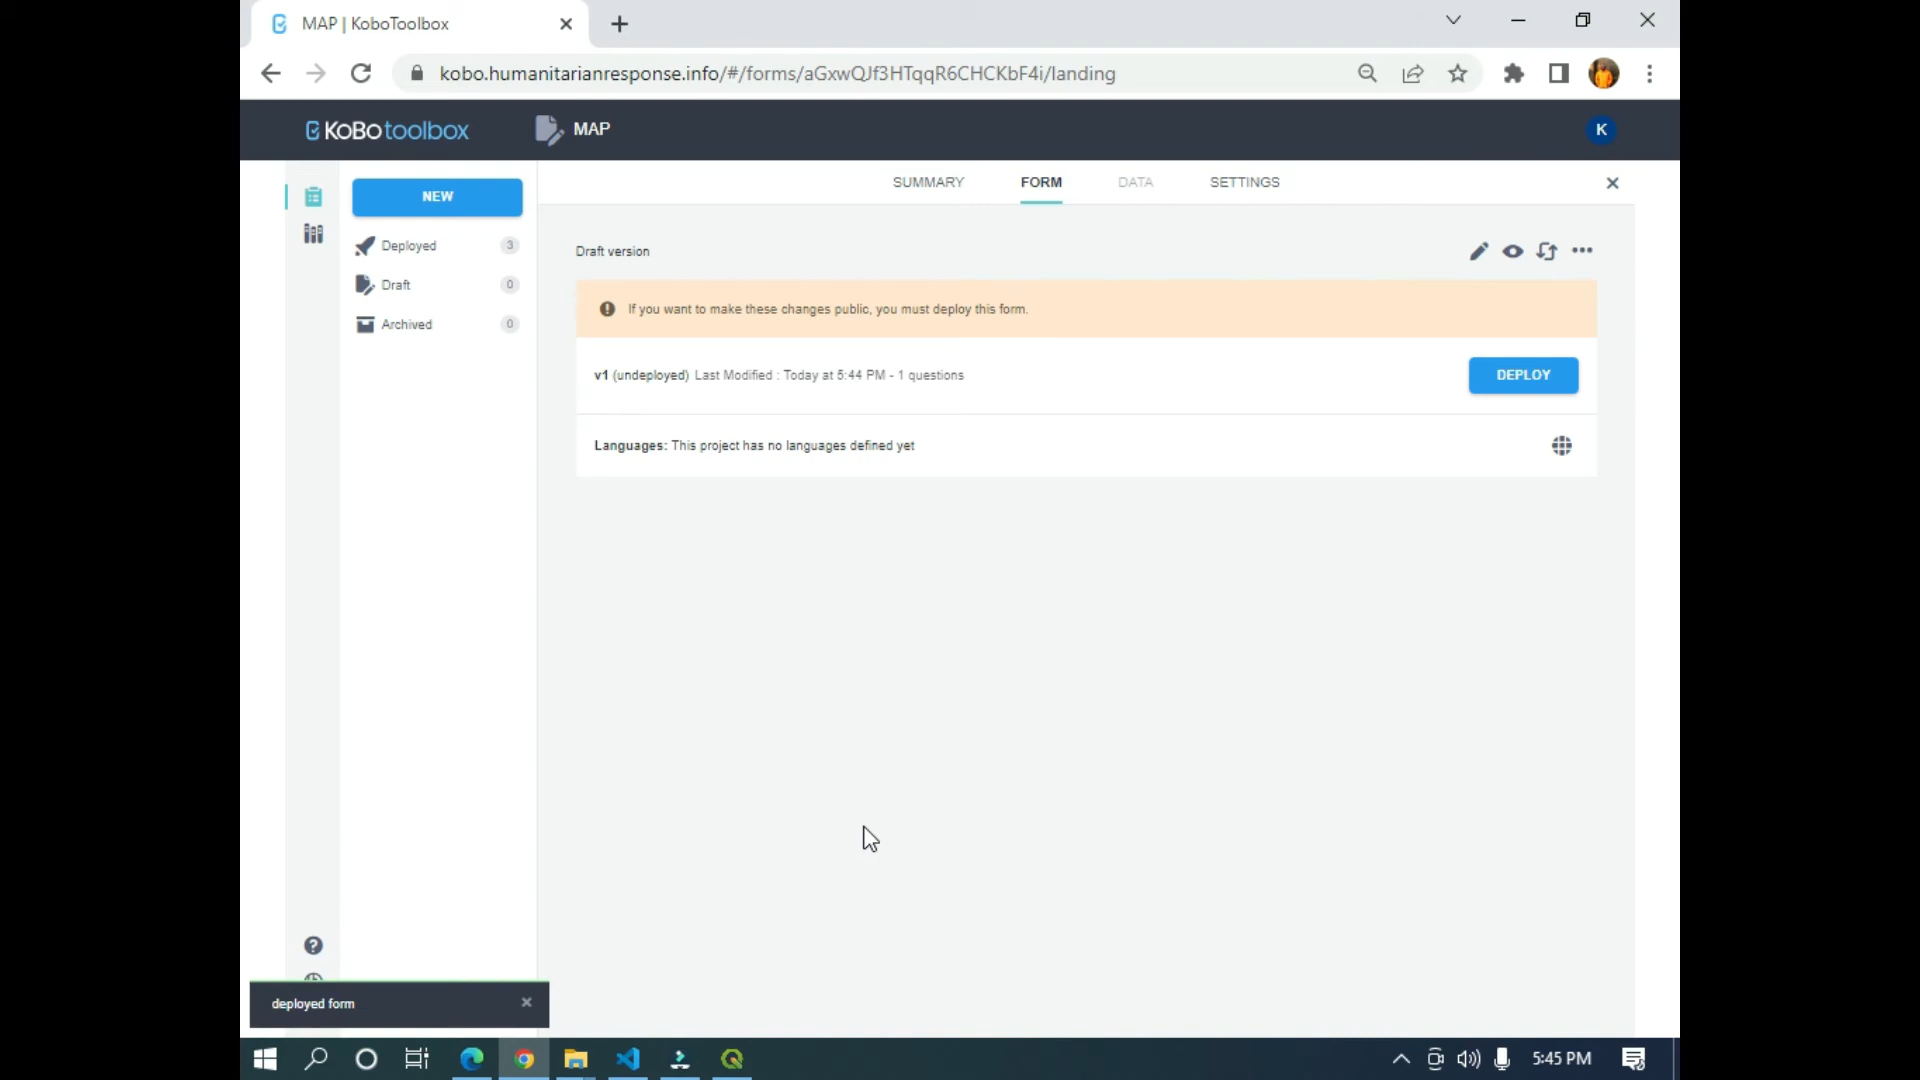 MAP | KoboToolbox
kobo.humanitarianresponse.info/#/forms/aGxwQJf3HTqqR6CHCKbF4i/landing
KoBotoolbox
MAP
K
NEW
SUMMARY
FORM
DATA
SETTINGS
Deployed 3
Draft 0
Archived 0
Draft version
If you want to make these changes public, you must deploy this form.
v1 (undeployed) Last Modified : Today at 5:44 PM - 1 questions
DEPLOY
Languages: This project has no languages defined yet
deployed form
5:45 PM